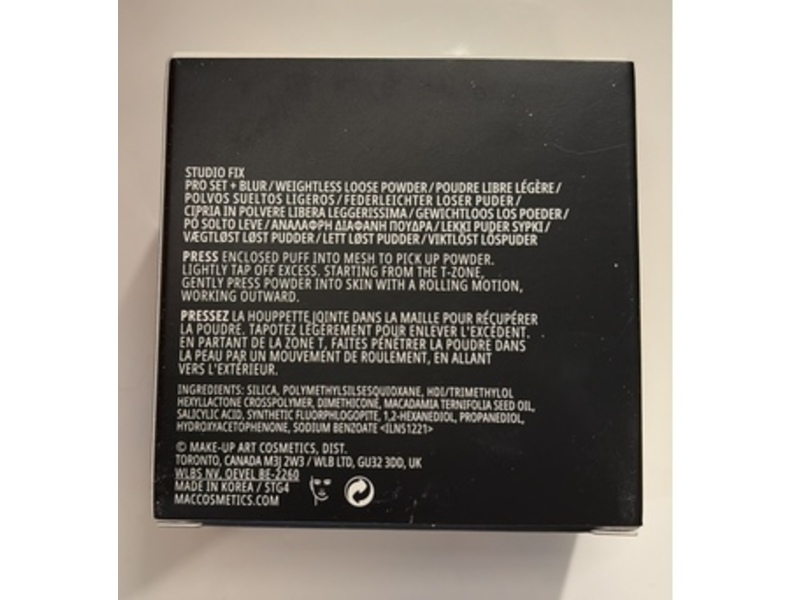 STUDIO FIX
PRO SET + BLUR / WEIGHTLESS LOOSE POWDER / POUDRE LIBRE LÉGÈRE /
POLVOS SUELTOS LIGEROS / FEDERLEICHTER LOSER PUDER /
CIPRIA IN POLVERE LIBERA LEGGERISSIMA / GEWICHTLOOS LOS POEDER /
PÓ SOLTO LEVE / ΑΝΑΛΑΦΡΗ ΔΙΑΦΑΝΗ ΠΟΥΔΡΑ / LEKKI PUDER SYPKI /
VÆGTLØST LØST PUDDER / LETT LØST PUDDER / VIKTLÖST LÖSPUDER
PRESS ENCLOSED PUFF INTO MESH TO PICK UP POWDER.
LIGHTLY TAP OFF EXCESS. STARTING FROM THE T-ZONE,
GENTLY PRESS POWDER INTO SKIN WITH A ROLLING MOTION,
WORKING OUTWARD.
PRESSEZ LA HOUPPETTE JOINTE DANS LA MAILLE POUR RÉCUPÉRER
LA POUDRE. TAPOTEZ LÉGÈREMENT POUR ENLEVER L'EXCÉDENT.
EN PARTANT DE LA ZONE T, FAITES PÉNÉTRER LA POUDRE DANS
LA PEAU PAR UN MOUVEMENT DE ROULEMENT, EN ALLANT
VERS L'EXTÉRIEUR.
INGREDIENTS: SILICA, POLYMETHYLSILSESQUIOXANE, HDI/TRIMETHYLOL
HEXYLLACTONE CROSSPOLYMER, DIMETHICONE, MACADAMIA TERNIFOLIA SEED OIL,
SALICYLIC ACID, SYNTHETIC FLUORPHLOGOPITE, 1,2-HEXANEDIOL, PROPANEDIOL,
HYDROXYACETOPHENONE, SODIUM BENZOATE <ILN51221>
© MAKE-UP ART COSMETICS, DIST.
TORONTO, CANADA M3J 2W3 / WLB LTD, GU32 3DD, UK
WLBS NV, OEVEL BE-2260
MADE IN KOREA / STG4
MACCOSMETICS.COM